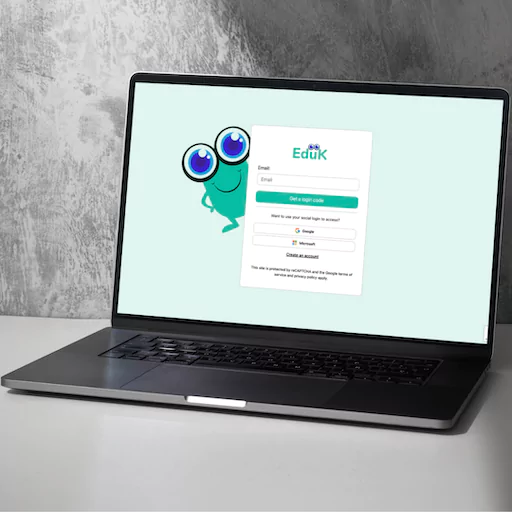 EduK
Email:
Email
Get a login code
Want to use your social login to access?
Google
Microsoft
Create an account
This site is protected by reCAPTCHA and the Google terms of
service and privacy policy apply.